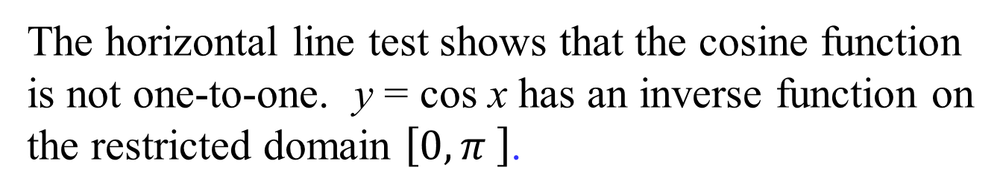 The horizontal line test shows that the cosine function
is not one-to-one. y = cos x has an inverse function on
the restricted domain [0, π ].